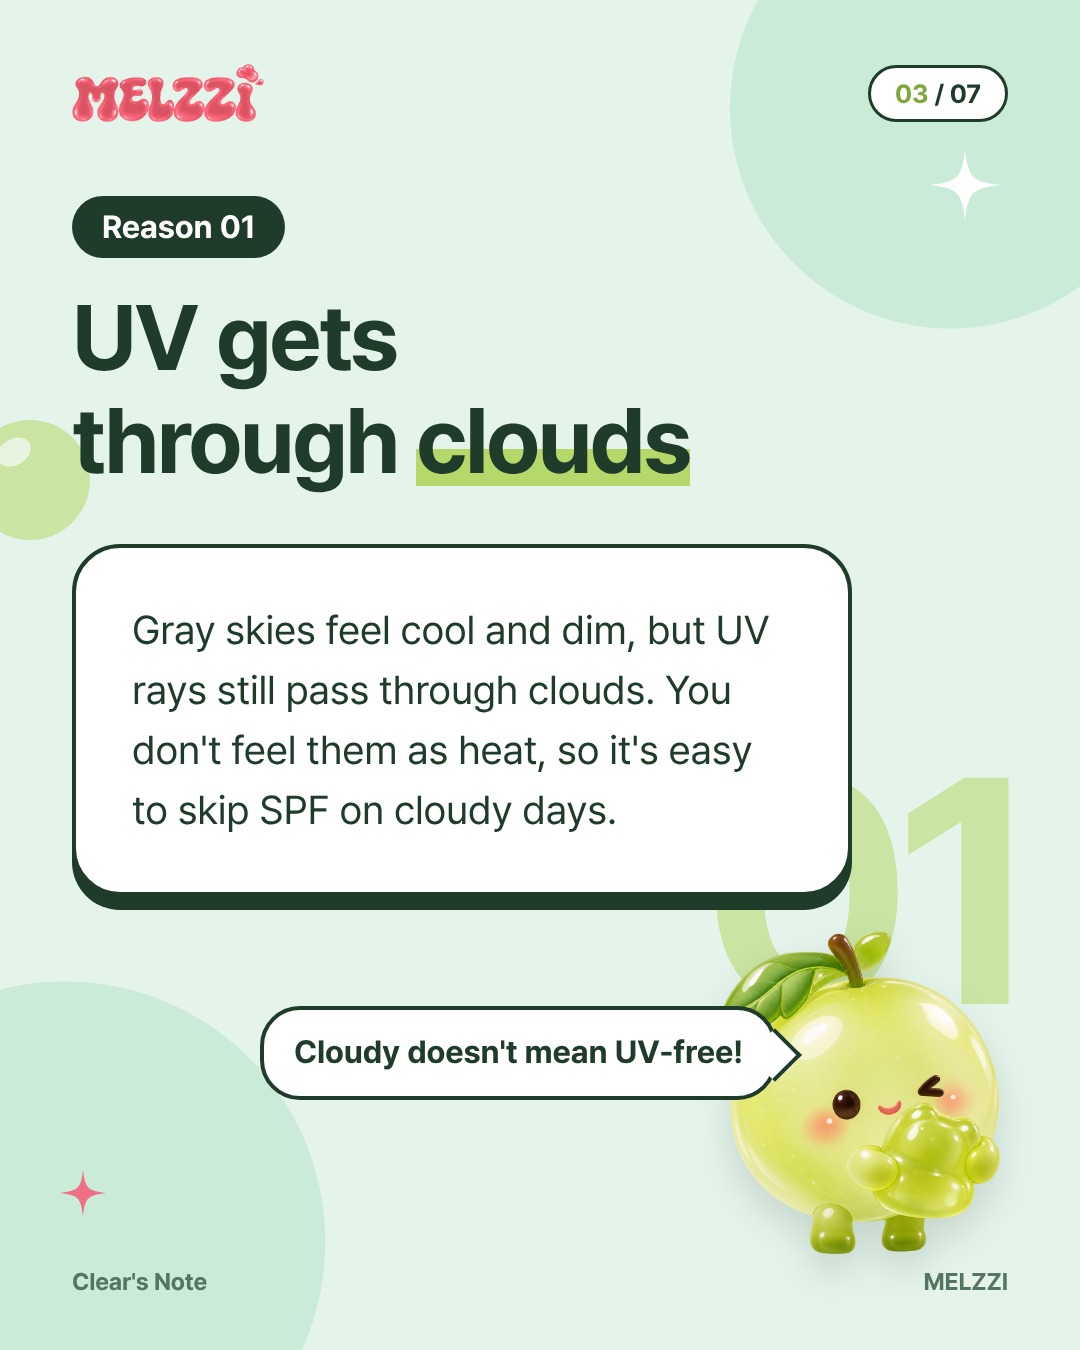 MELZZI
03 / 07
Reason 01
UV gets
through clouds
Gray skies feel cool and dim, but UV
rays still pass through clouds. You
don't feel them as heat, so it's easy
to skip SPF on cloudy days.
01
Cloudy doesn't mean UV-free!
Clear's Note
MELZZI